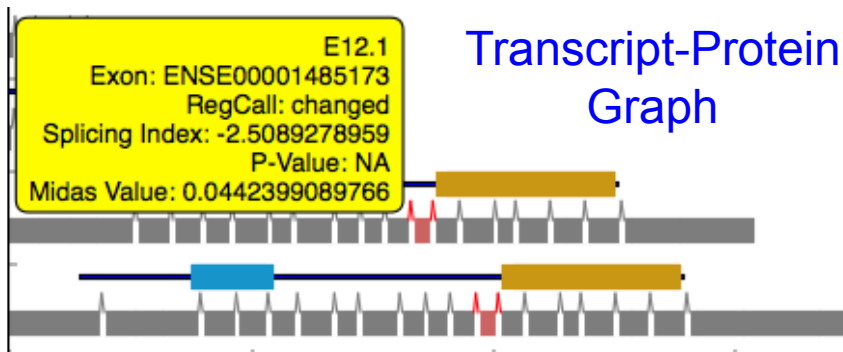 E12.1
Exon: ENSE00001485173
RegCall: changed
Splicing Index: -2.5089278959
P-Value: NA
Midas Value: 0.0442399089766
Transcript-Protein
Graph